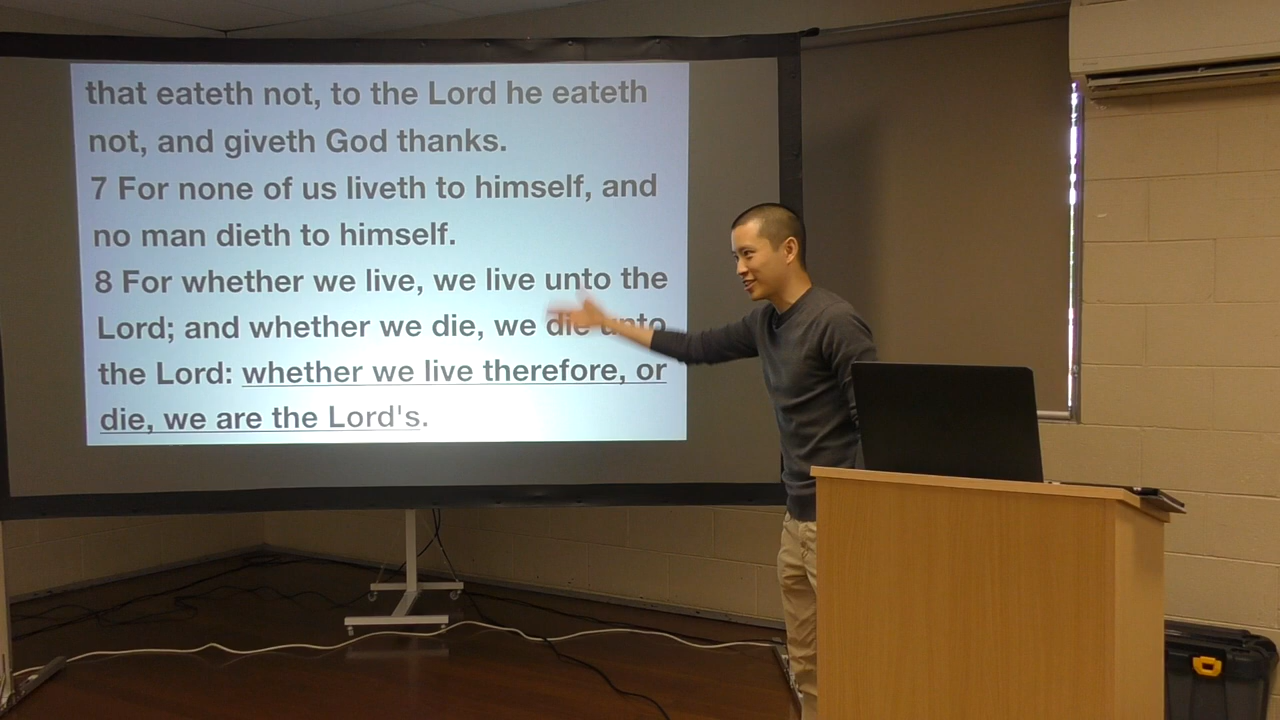 that eateth not, to the Lord he eateth
not, and giveth God thanks.
7 For none of us liveth to himself, and
no man dieth to himself.
8 For whether we live, we live unto the
Lord; and whether we die, we die unto
the Lord: whether we live therefore, or
die, we are the Lord's.